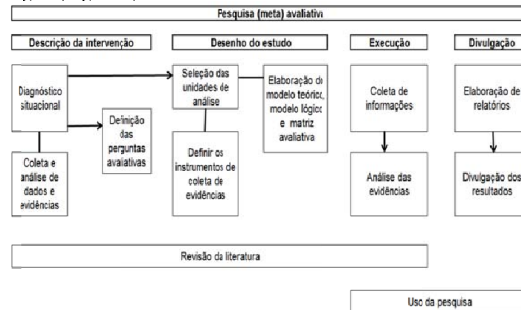 Pesquisa (meta) avaliativa
Descrição da intervenção
Desenho do estudo
Execução
Divulgação
Diagnóstico
situacional
Coleta e
análise de
dados e
evidências
Definição
das
perguntas
avaiativas
Seleção das
unidades de
análise
Definir os
instrumentos de
coleta de
evidências
Elaboração do
modelo teórico,
modelo lógico
e matriz
avaliativa
Coleta de
informações
Análise das
evidências
Elaboração de
relatórios
Divulgação dos
resultados
Revisão da literatura
Uso da pesquisa